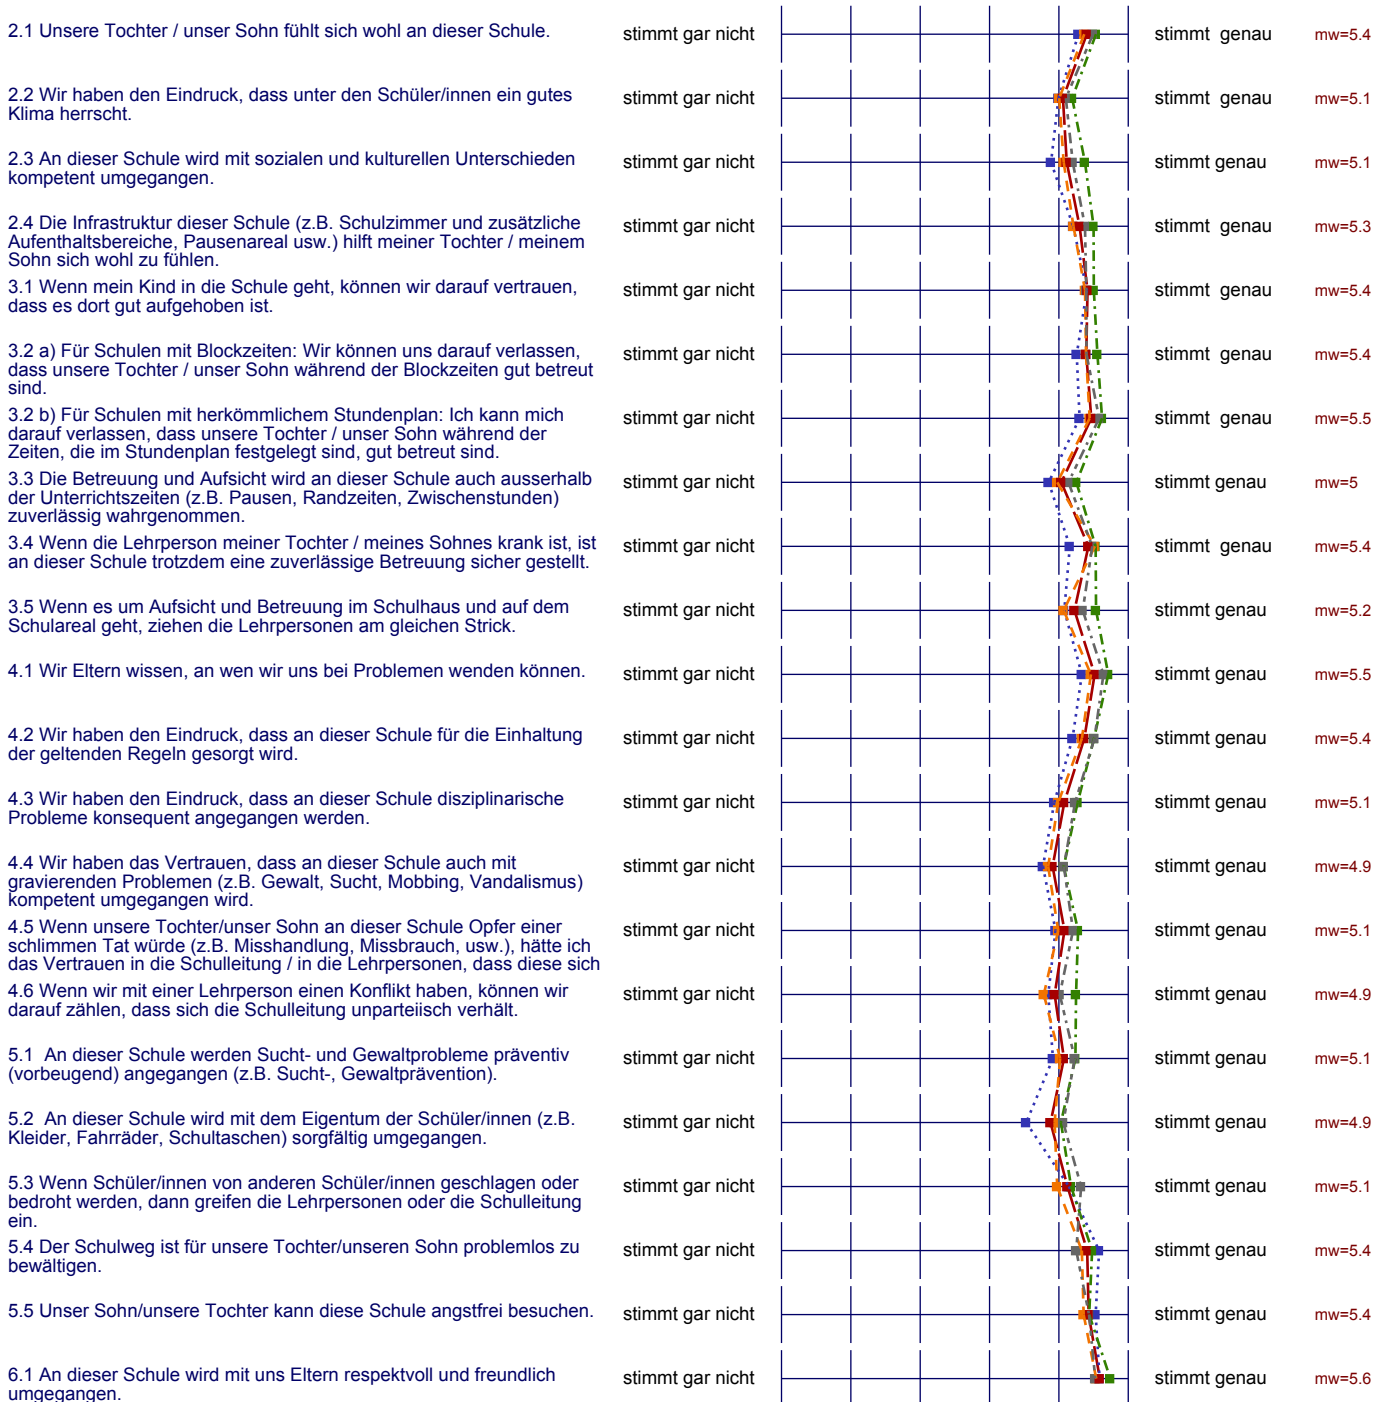 2.1 Unsere Tochter / unser Sohn fühlt sich wohl an dieser Schule. stimmt gar nicht stimmt  genau mw=5.4
2.2 Wir haben den Eindruck, dass unter den Schüler/innen ein gutes
Klima herrscht. stimmt gar nicht stimmt  genau mw=5.1
2.3 An dieser Schule wird mit sozialen und kulturellen Unterschieden
kompetent umgegangen. stimmt gar nicht stimmt genau mw=5.1
2.4 Die Infrastruktur dieser Schule (z.B. Schulzimmer und zusätzliche
Aufenthaltsbereiche, Pausenareal usw.) hilft meiner Tochter / meinem
Sohn sich wohl zu fühlen. stimmt gar nicht stimmt  genau mw=5.3
3.1 Wenn mein Kind in die Schule geht, können wir darauf vertrauen,
dass es dort gut aufgehoben ist. stimmt gar nicht stimmt  genau mw=5.4
3.2 a) Für Schulen mit Blockzeiten: Wir können uns darauf verlassen,
dass unsere Tochter / unser Sohn während der Blockzeiten gut betreut
sind. stimmt gar nicht stimmt  genau mw=5.4
3.2 b) Für Schulen mit herkömmlichem Stundenplan: Ich kann mich
darauf verlassen, dass unsere Tochter / unser Sohn während der
Zeiten, die im Stundenplan festgelegt sind, gut betreut sind. stimmt gar nicht stimmt  genau mw=5.5
3.3 Die Betreuung und Aufsicht wird an dieser Schule auch ausserhalb
der Unterrichtszeiten (z.B. Pausen, Randzeiten, Zwischenstunden)
zuverlässig wahrgenommen. stimmt gar nicht stimmt genau mw=5
3.4 Wenn die Lehrperson meiner Tochter / meines Sohnes krank ist, ist
an dieser Schule trotzdem eine zuverlässige Betreuung sicher gestellt. stimmt gar nicht stimmt  genau mw=5.4
3.5 Wenn es um Aufsicht und Betreuung im Schulhaus und auf dem
Schulareal geht, ziehen die Lehrpersonen am gleichen Strick. stimmt gar nicht stimmt genau mw=5.2
4.1 Wir Eltern wissen, an wen wir uns bei Problemen wenden können. stimmt gar nicht stimmt genau mw=5.5
4.2 Wir haben den Eindruck, dass an dieser Schule für die Einhaltung
der geltenden Regeln gesorgt wird. stimmt gar nicht stimmt genau mw=5.4
4.3 Wir haben den Eindruck, dass an dieser Schule disziplinarische
Probleme konsequent angegangen werden. stimmt gar nicht stimmt genau mw=5.1
4.4 Wir haben das Vertrauen, dass an dieser Schule auch mit
gravierenden Problemen (z.B. Gewalt, Sucht, Mobbing, Vandalismus)
kompetent umgegangen wird. stimmt gar nicht stimmt genau mw=4.9
4.5 Wenn unsere Tochter/unser Sohn an dieser Schule Opfer einer
schlimmen Tat würde (z.B. Misshandlung, Missbrauch, usw.), hätte ich
das Vertrauen in die Schulleitung / in die Lehrpersonen, dass diese sich stimmt gar nicht stimmt genau mw=5.1
4.6 Wenn wir mit einer Lehrperson einen Konflikt haben, können wir
darauf zählen, dass sich die Schulleitung unparteiisch verhält. stimmt gar nicht stimmt genau mw=4.9
5.1  An dieser Schule werden Sucht- und Gewaltprobleme präventiv
(vorbeugend) angegangen (z.B. Sucht-, Gewaltprävention). stimmt gar nicht stimmt genau mw=5.1
5.2  An dieser Schule wird mit dem Eigentum der Schüler/innen (z.B.
Kleider, Fahrräder, Schultaschen) sorgfältig umgegangen. stimmt gar nicht stimmt genau mw=4.9
5.3 Wenn Schüler/innen von anderen Schüler/innen geschlagen oder
bedroht werden, dann greifen die Lehrpersonen oder die Schulleitung
ein. stimmt gar nicht stimmt genau mw=5.1
5.4 Der Schulweg ist für unsere Tochter/unseren Sohn problemlos zu
bewältigen. stimmt gar nicht stimmt genau mw=5.4
5.5 Unser Sohn/unsere Tochter kann diese Schule angstfrei besuchen. stimmt gar nicht stimmt genau mw=5.4
6.1 An dieser Schule wird mit uns Eltern respektvoll und freundlich
umgegangen. stimmt gar nicht stimmt genau mw=5.6